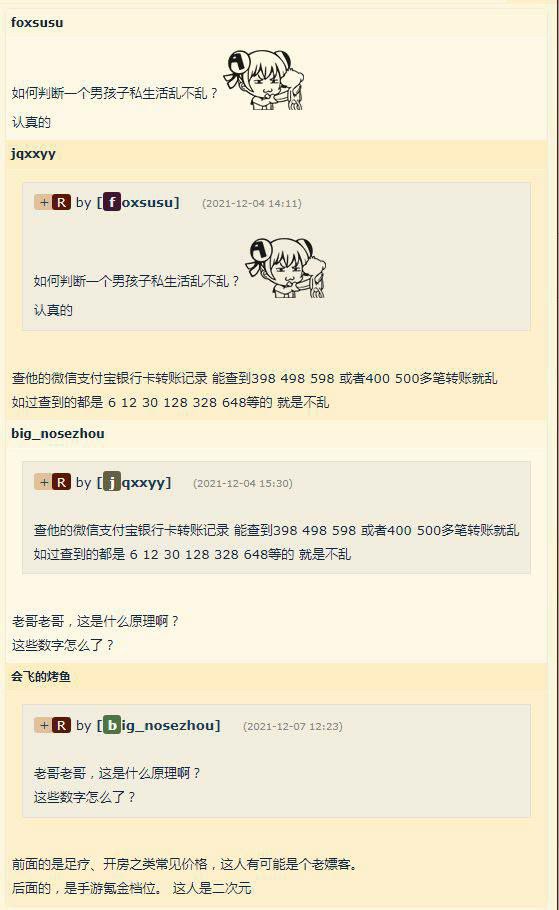 foxsusu
如何判断一个男孩子私生活乱不乱？
认真的
jqxxyy
+ R by [foxsusu] (2021-12-04 14:11)
如何判断一个男孩子私生活乱不乱？
认真的
查他的微信支付宝银行卡转账记录 能查到398 498 598 或者400 500多笔转账就乱
如过查到的都是 6 12 30 128 328 648等的 就是不乱
big_nosezhou
+ R by [jqxxyy] (2021-12-04 15:30)
查他的微信支付宝银行卡转账记录 能查到398 498 598 或者400 500多笔转账就乱
如过查到的都是 6 12 30 128 328 648等的 就是不乱
老哥老哥，这是什么原理啊？
这些数字怎么了？
会飞的烤鱼
+ R by [big_nosezhou] (2021-12-07 12:23)
老哥老哥，这是什么原理啊？
这些数字怎么了？
前面的是足疗、开房之类常见价格，这人有可能是个老嫖客。
后面的，是手游氪金档位。 这人是二次元